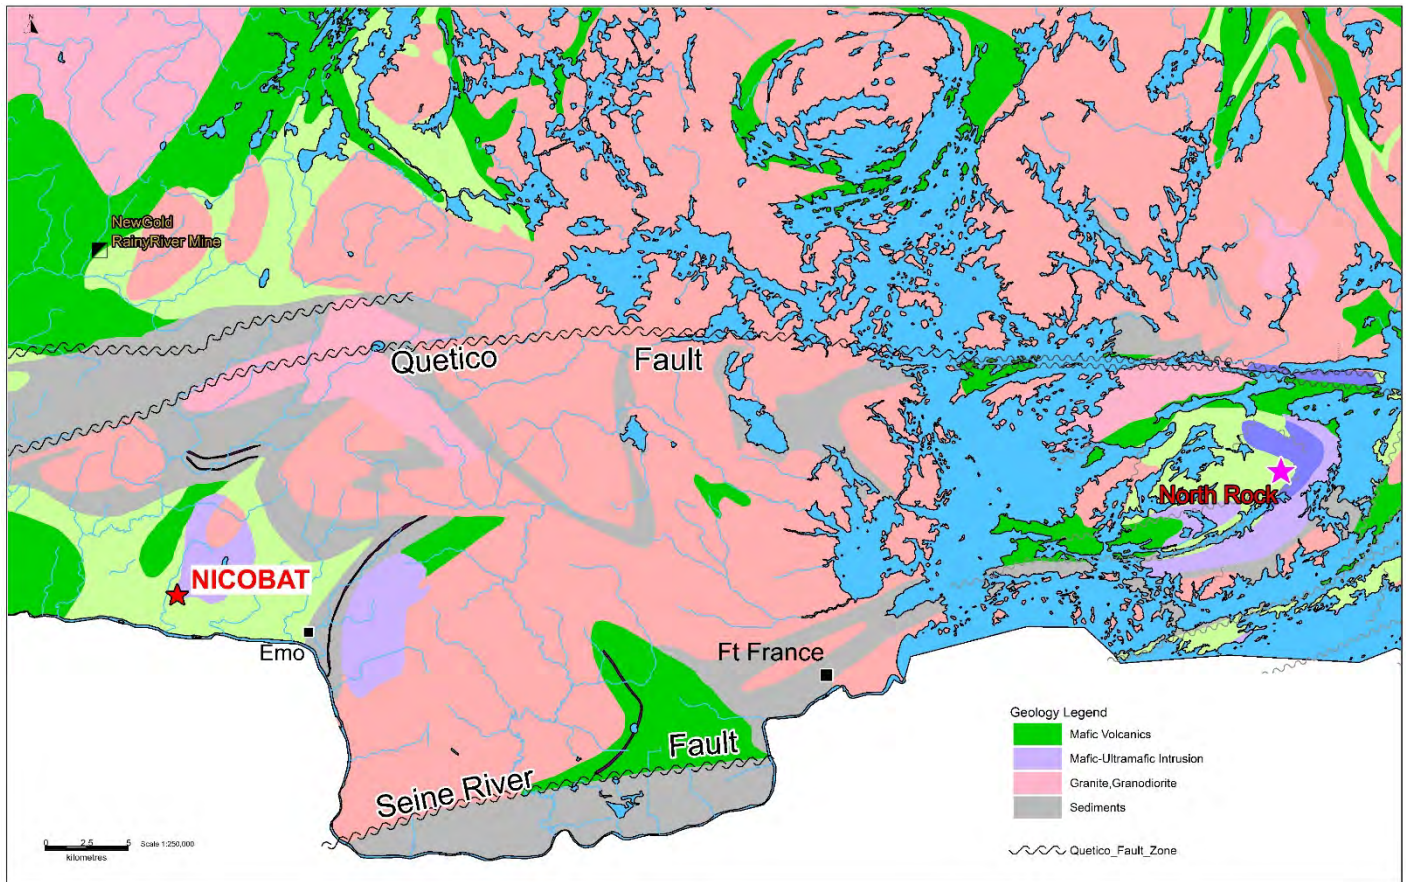 N
NewGold
RainyRiver Mine
Quetico Fault
North Rock
NICOBAT
Emo
Ft France
Seine River Fault
Geology Legend
Mafic Volcanics
Mafic-Ultramafic Intrusion
Granite,Granodiorite
Sediments
Quetico_Fault_Zone
0 2.5 5
Scale 1:250,000
kilometres